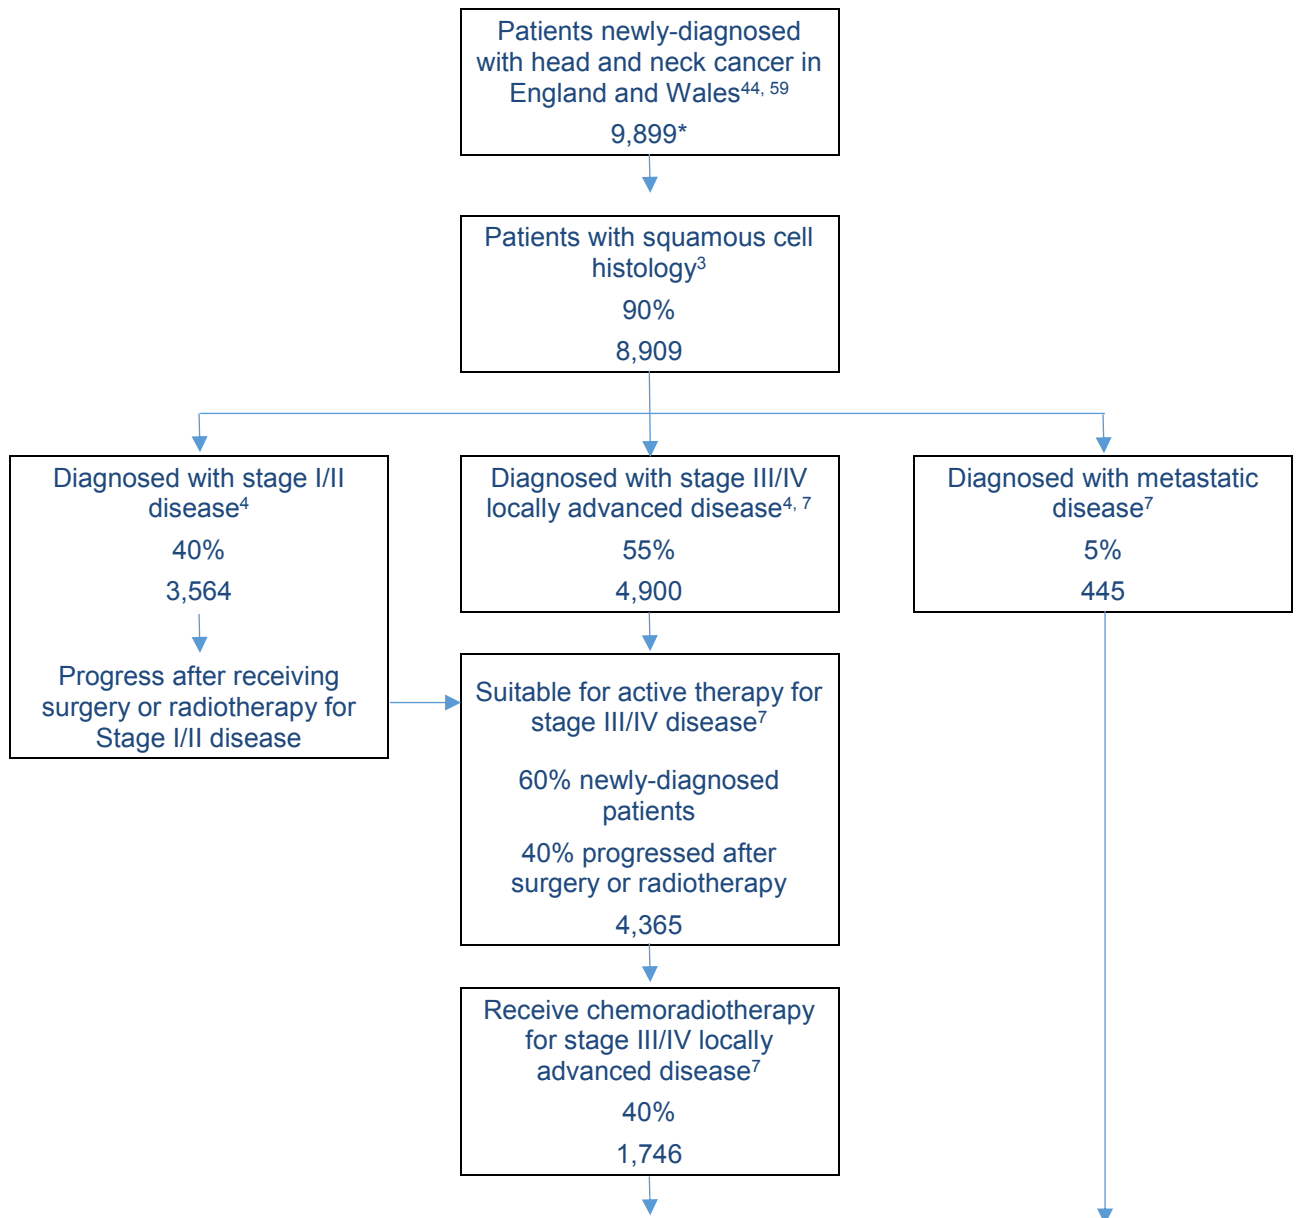 Patients newly-diagnosed
with head and neck cancer in
England and Wales44, 59
9,899*
Patients with squamous cell
histology3
90%
8,909
Diagnosed with stage I/II
disease4
40%
3,564
Progress after receiving
surgery or radiotherapy for
Stage I/II disease
Diagnosed with stage III/IV
locally advanced disease4, 7
55%
4,900
Diagnosed with metastatic
disease7
5%
445
Suitable for active therapy for
stage III/IV disease7
60% newly-diagnosed
patients
40% progressed after
surgery or radiotherapy
4,365
Receive chemoradiotherapy
for stage III/IV locally
advanced disease7
40%
1,746